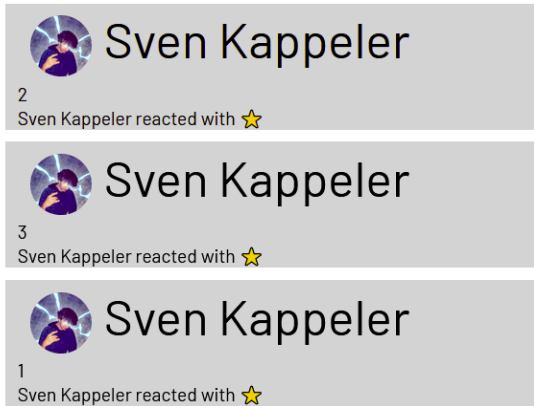 Sven Kappeler
2
Sven Kappeler reacted with
Sven Kappeler
3
Sven Kappeler reacted with
Sven Kappeler
1
Sven Kappeler reacted with